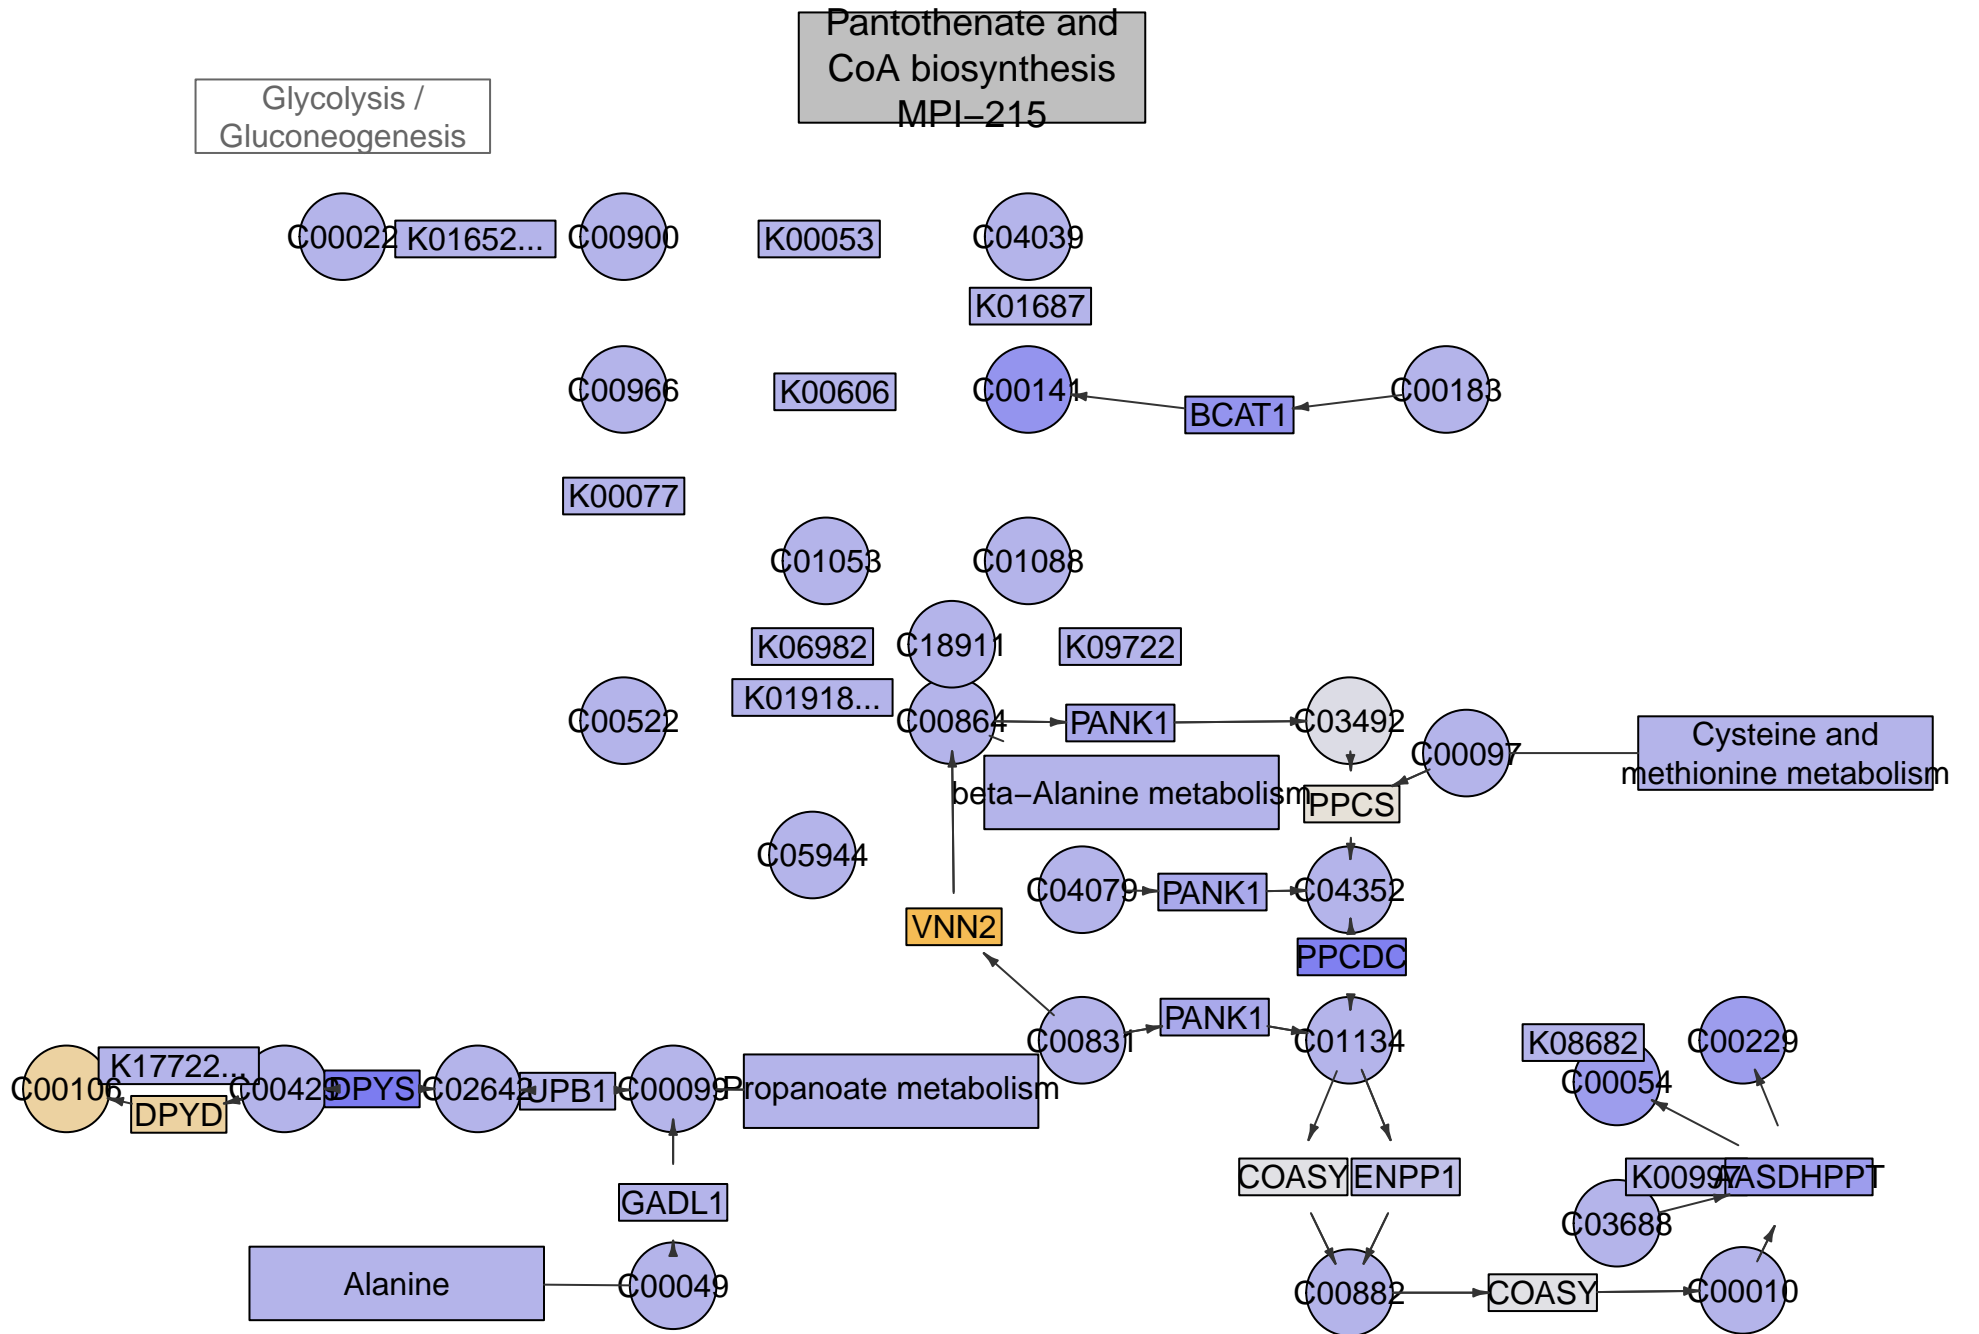 Pantothenate and
CoA biosynthesis
MPI–215
Glycolysis /
Gluconeogenesis
C00022
K01652...
C00900
K00053
C04039
K01687
C00966
K00606
C00141
BCAT1
C00183
K00077
C01053
C01088
K06982
C18911
K09722
K01918...
C00522
C00864
PANK1
C03492
C00097
Cysteine and
methionine metabolism
beta–Alanine metabolism
PPCS
C05944
C04079
PANK1
C04352
VNN2
PPCDC
C00831
PANK1
C01134
K08682
C00229
C00054
K17722...
C00106
DPYD
C00429
DPYS
C02642
UPB1
C00099
Propanoate metabolism
COASY
ENPP1
K00997
AASDHPPT
GADL1
C03688
Alanine
C00049
C00882
COASY
C00010